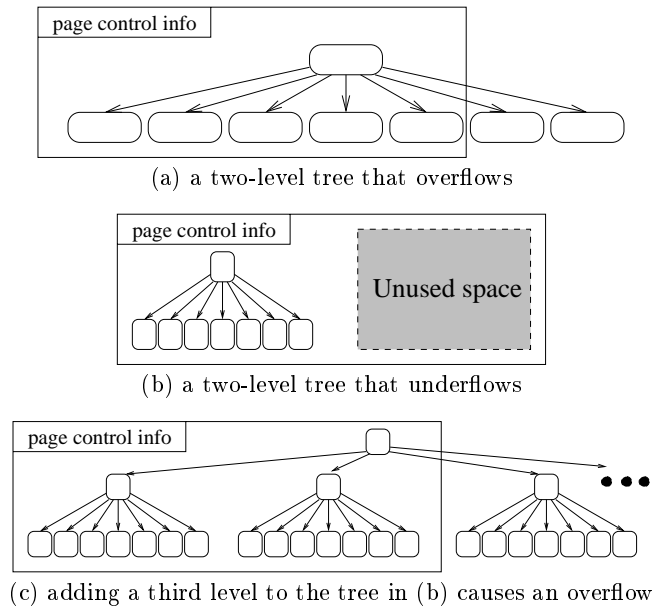 page control info
(a) a two-level tree that overflows
page control info
Unused space
(b) a two-level tree that underflows
page control info
(c) adding a third level to the tree in (b) causes an overflow